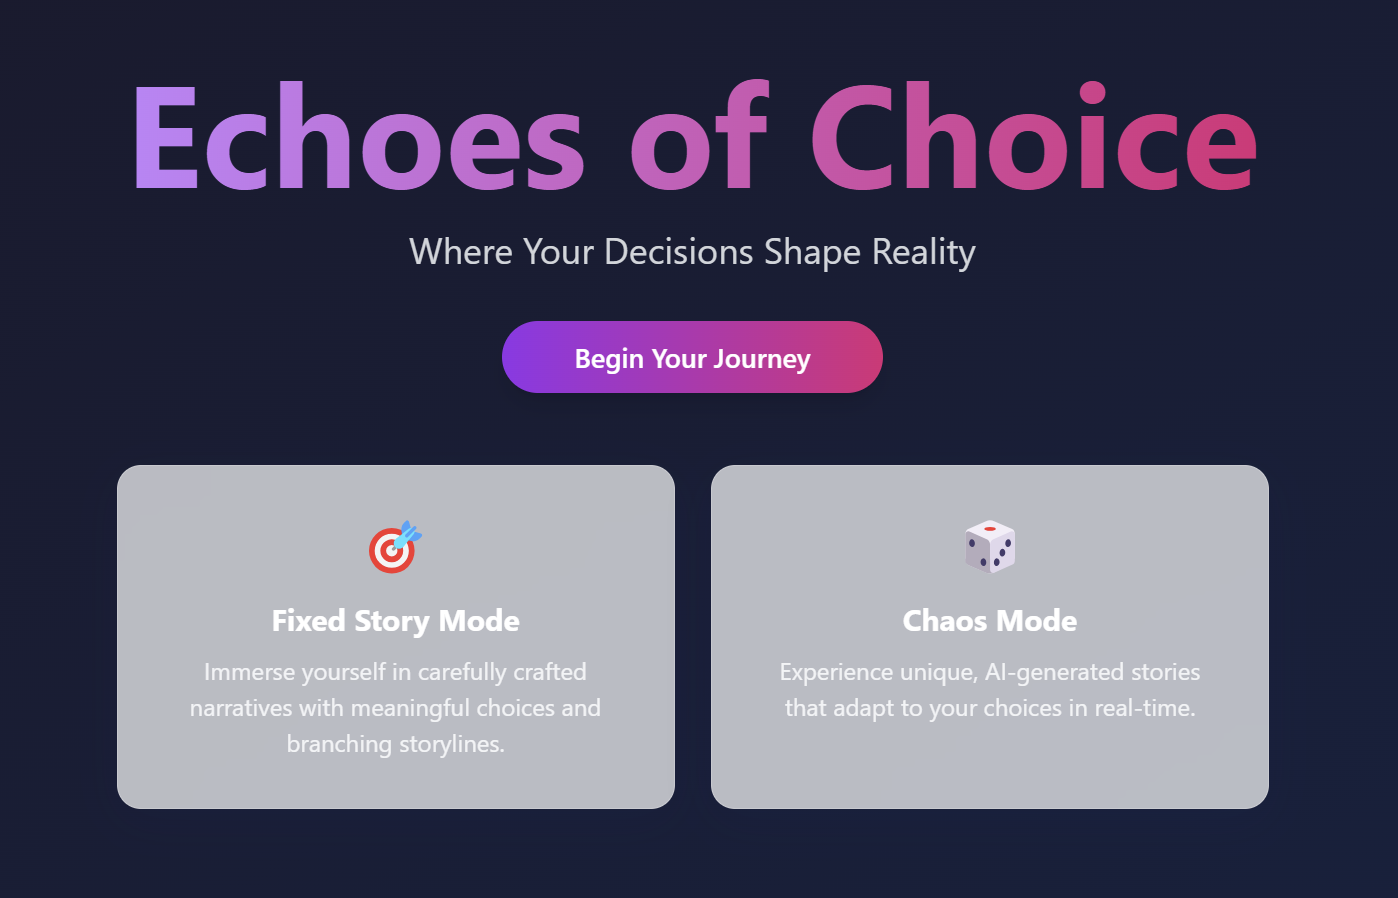 Echoes of Choice
Where Your Decisions Shape Reality
Begin Your Journey
Fixed Story Mode
Immerse yourself in carefully crafted
narratives with meaningful choices and
branching storylines.
Chaos Mode
Experience unique, AI-generated stories
that adapt to your choices in real-time.